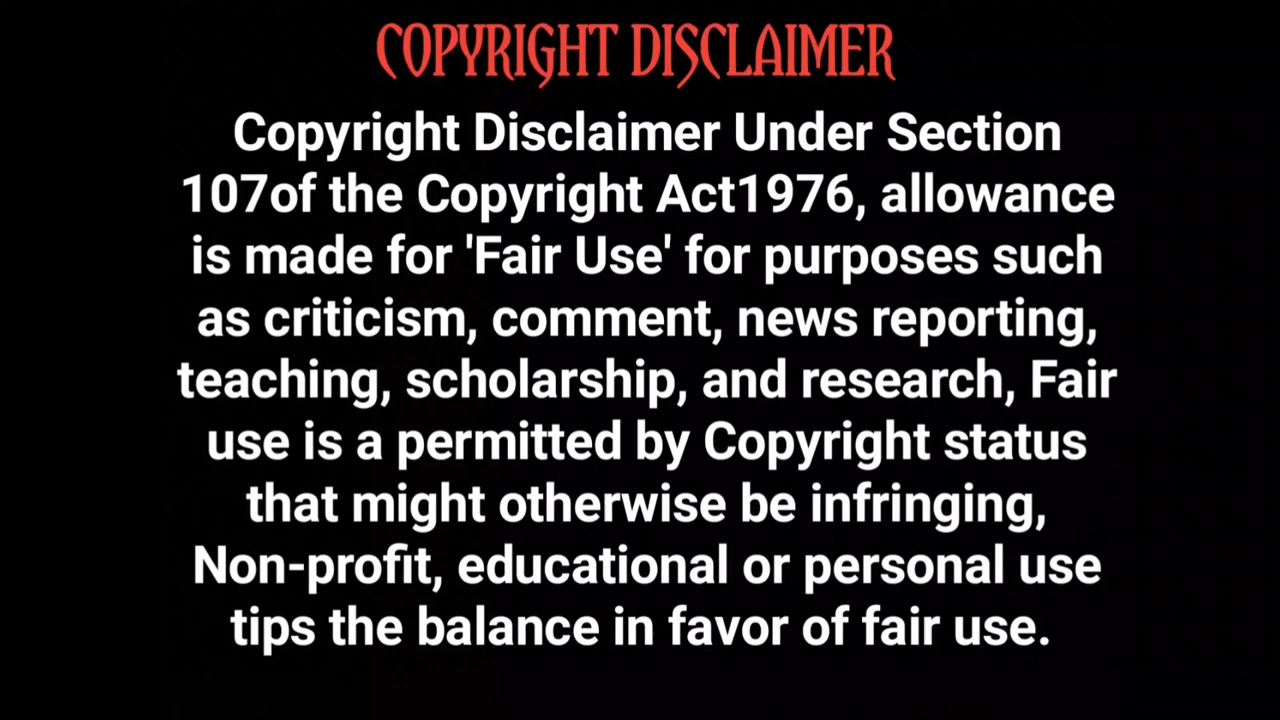 COPYRIGHT DISCLAIMER
Copyright Disclaimer Under Section
107of the Copyright Act1976, allowance
is made for 'Fair Use' for purposes such
as criticism, comment, news reporting,
teaching, scholarship, and research, Fair
use is a permitted by Copyright status
that might otherwise be infringing,
Non-profit, educational or personal use
tips the balance in favor of fair use.